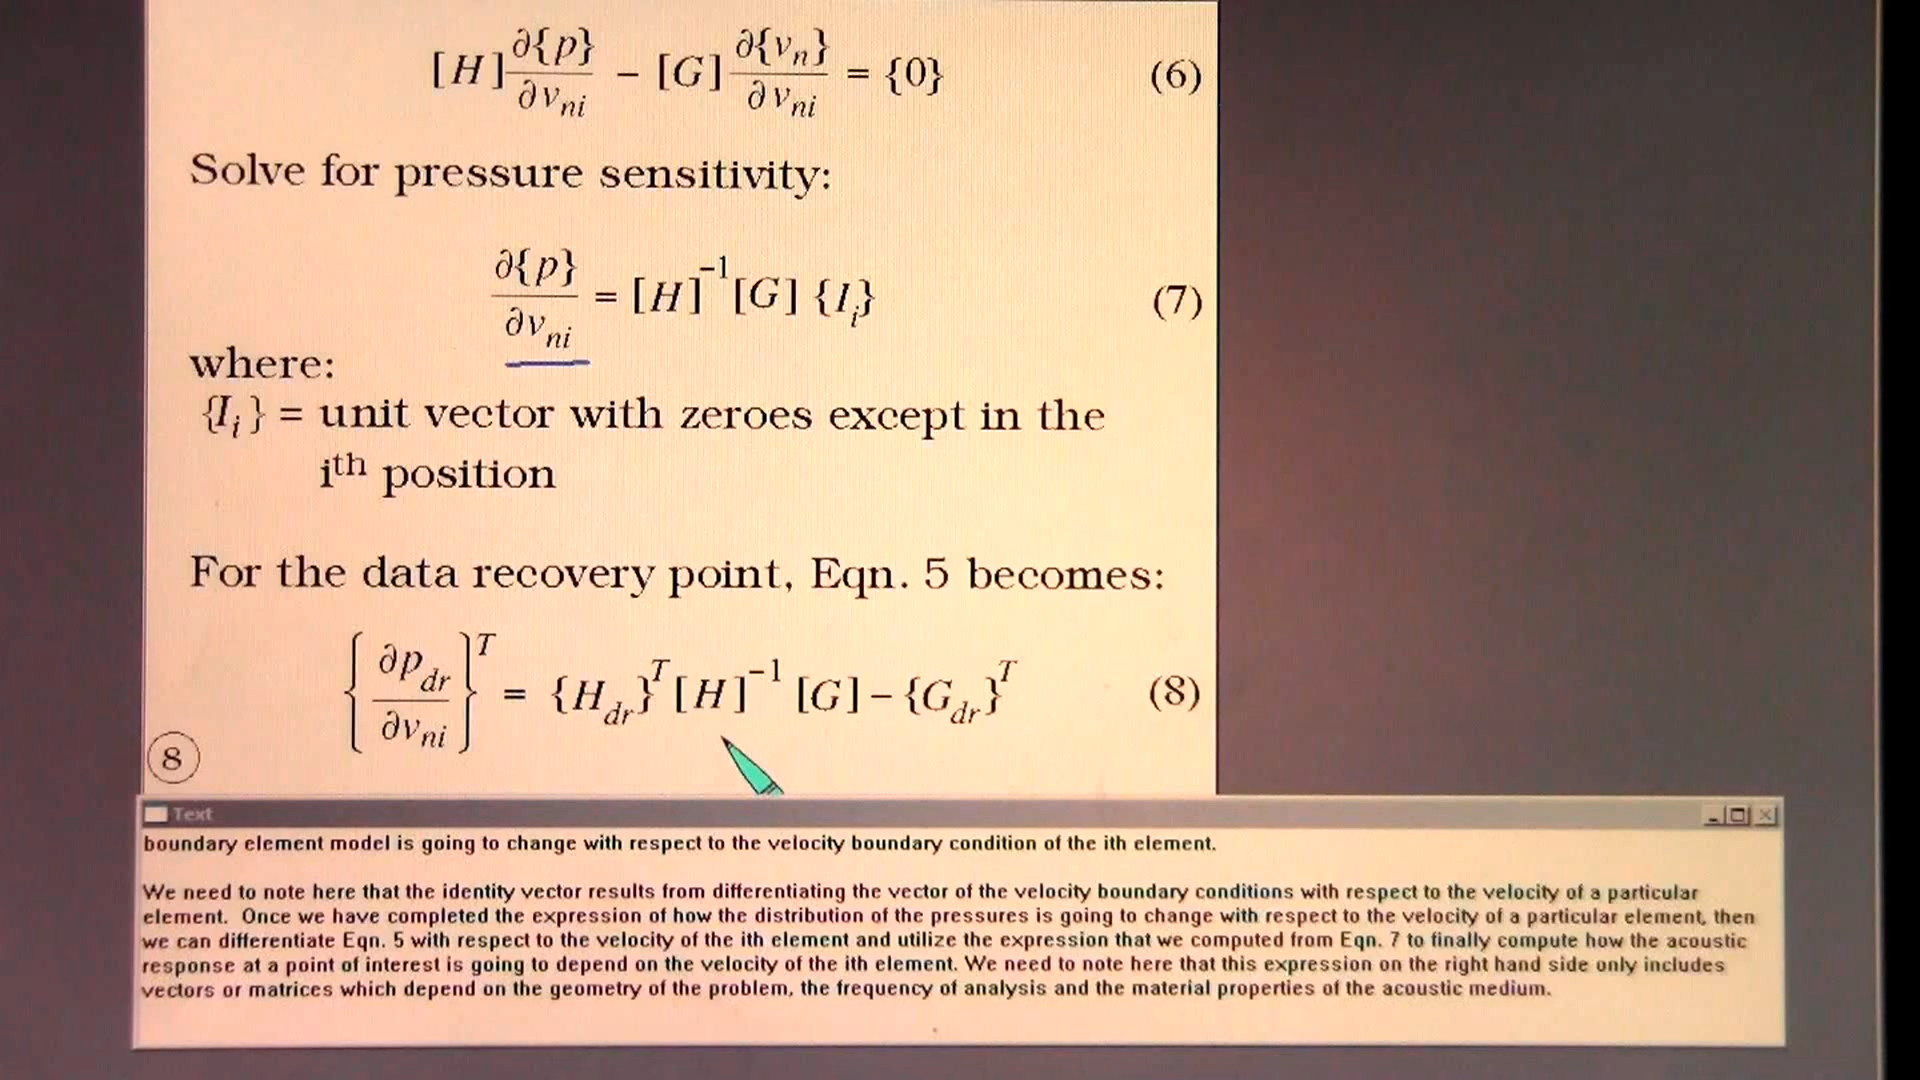 [H] ∂{p}/∂v_ni − [G] ∂{v_n}/∂v_ni = {0} (6)
Solve for pressure sensitivity:
∂{p}/∂v_ni = [H]^−1 [G] {I_i} (7)
where:
{I_i} = unit vector with zeroes except in the
i^th position
For the data recovery point, Eqn. 5 becomes:
{∂p_dr/∂v_ni}^T = {H_dr}^T [H]^−1 [G] − {G_dr}^T (8)
8
Text
boundary element model is going to change with respect to the velocity boundary condition of the ith element.
We need to note here that the identity vector results from differentiating the vector of the velocity boundary conditions with respect to the velocity of a particular
element. Once we have completed the expression of how the distribution of the pressures is going to change with respect to the velocity of a particular element, then
we can differentiate Eqn. 5 with respect to the velocity of the ith element and utilize the expression that we computed from Eqn. 7 to finally compute how the acoustic
response at a point of interest is going to depend on the velocity of the ith element. We need to note here that this expression on the right hand side only includes
vectors or matrices which depend on the geometry of the problem, the frequency of analysis and the material properties of the acoustic medium.